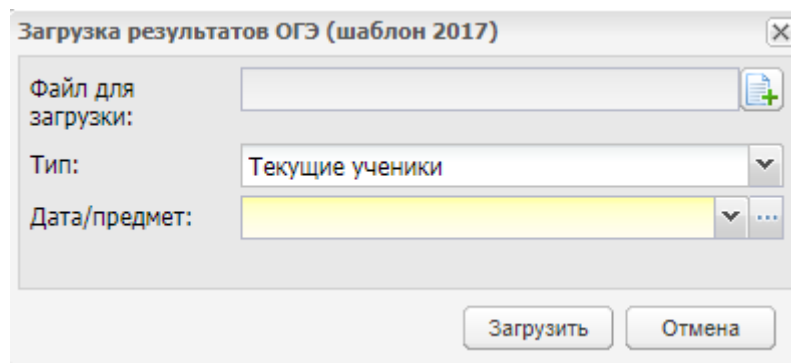 Загрузка результатов ОГЭ (шаблон 2017)
Файл для
загрузки:
Тип:
Текущие ученики
Дата/предмет:
Загрузить
Отмена